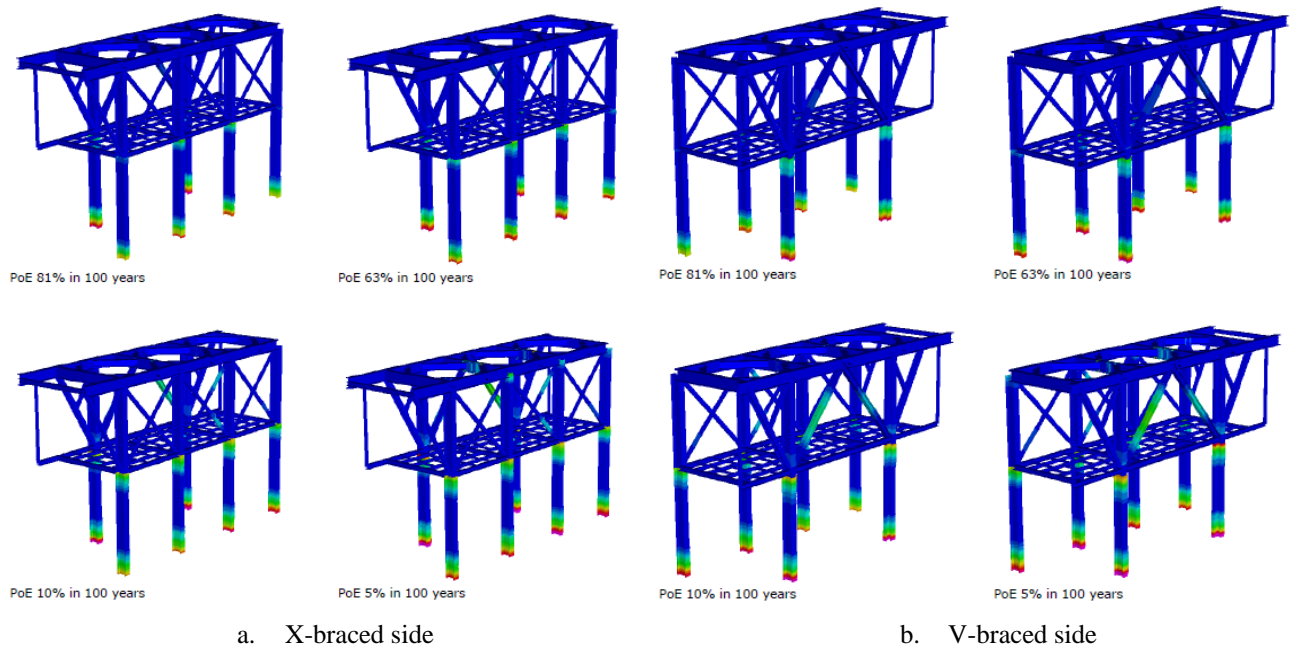 PoE 81% in 100 years
PoE 63% in 100 years
PoE 81% in 100 years
PoE 63% in 100 years
PoE 10% in 100 years
PoE 5% in 100 years
PoE 10% in 100 years
PoE 5% in 100 years
a. X-braced side
b. V-braced side